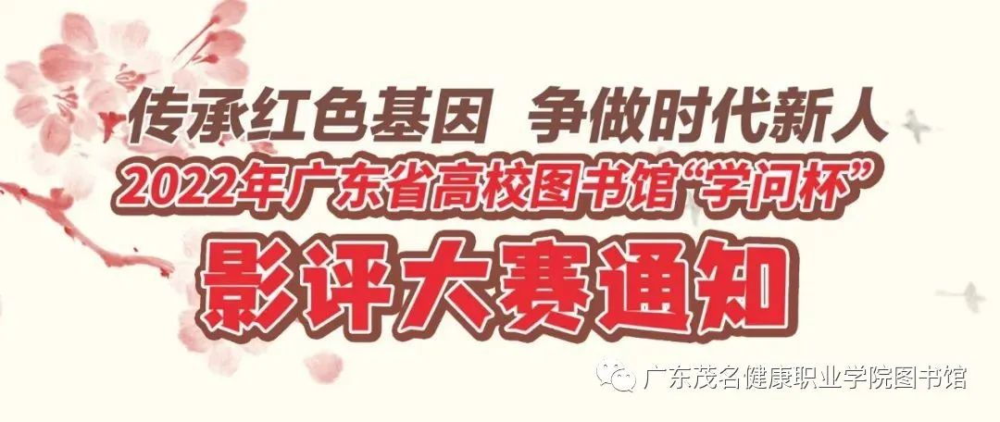 传承红色基因 争做时代新人
2022年广东省高校图书馆“学问杯”
影评大赛通知
广东茂名健康职业学院图书馆